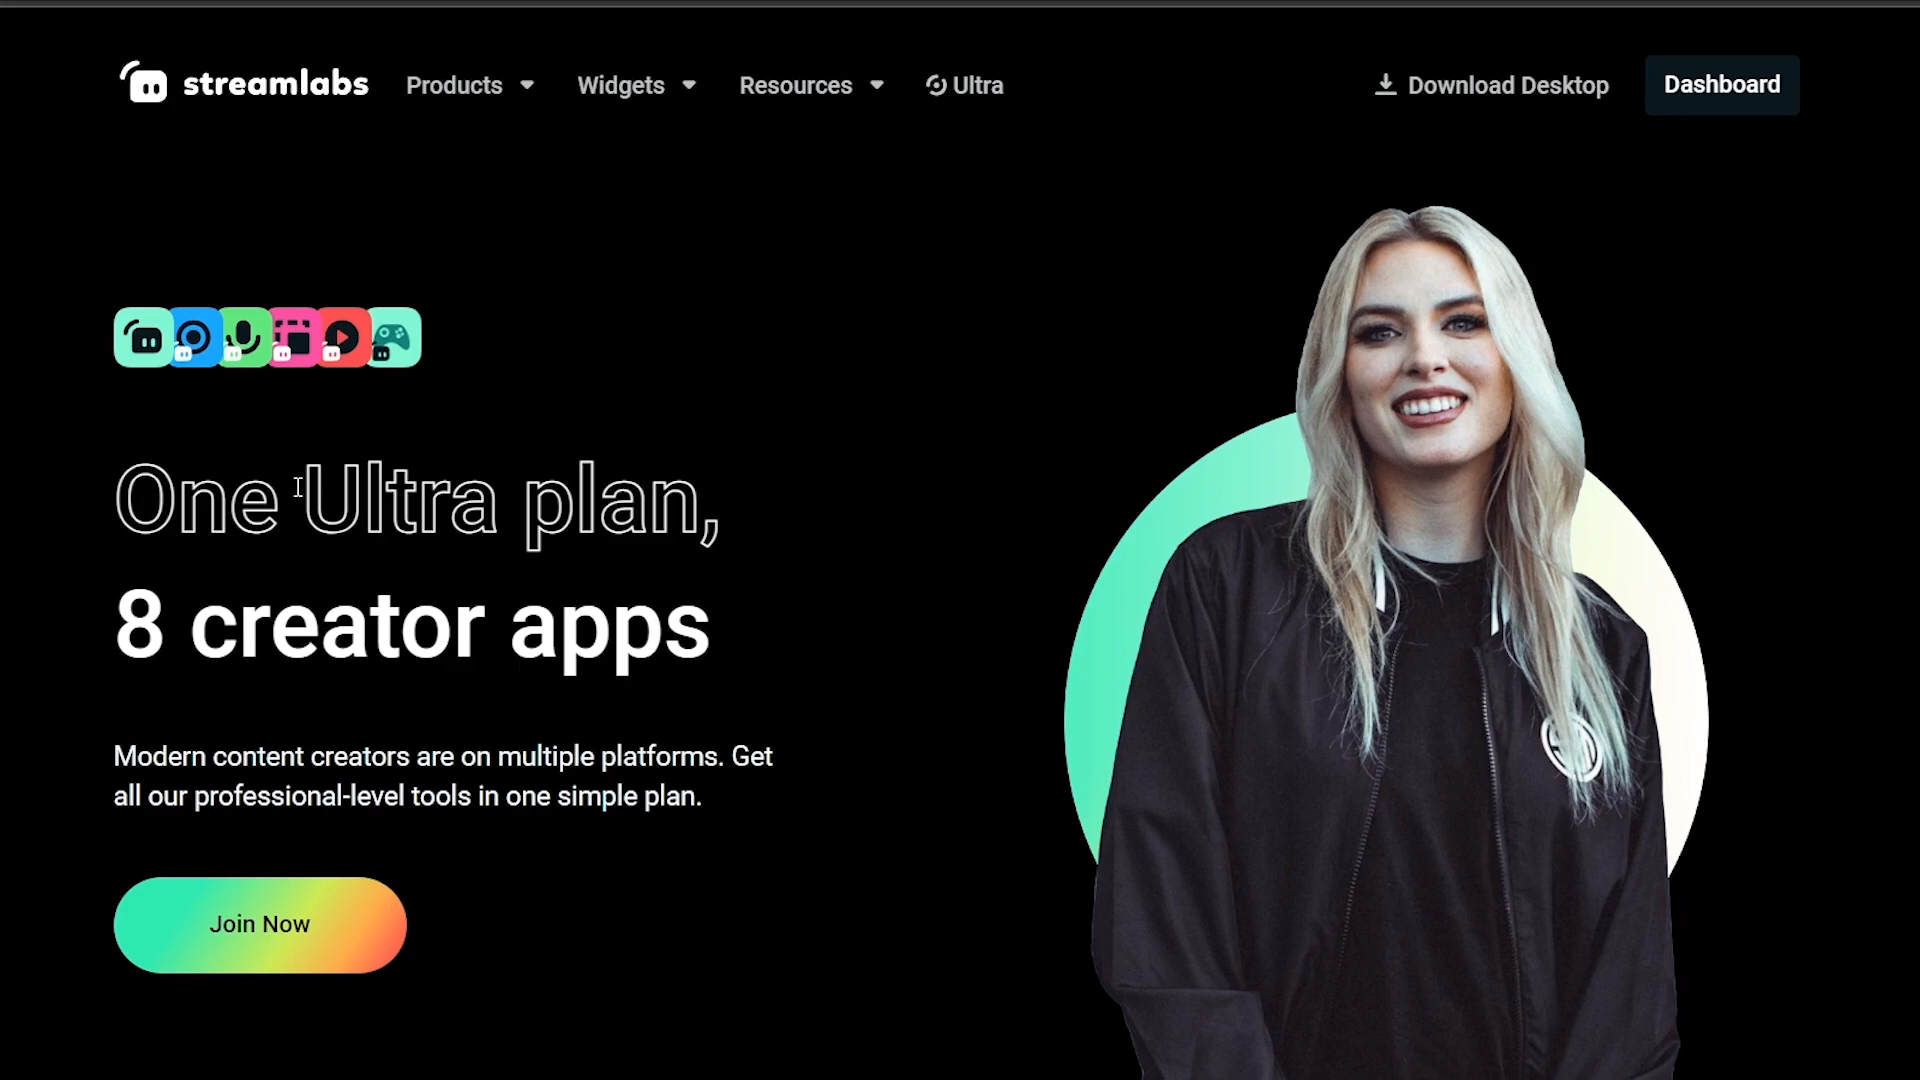 streamlabs Products Widgets Resources Ultra Download Desktop Dashboard
One Ultra plan,
8 creator apps
Modern content creators are on multiple platforms. Get
all our professional-level tools in one simple plan.
Join Now